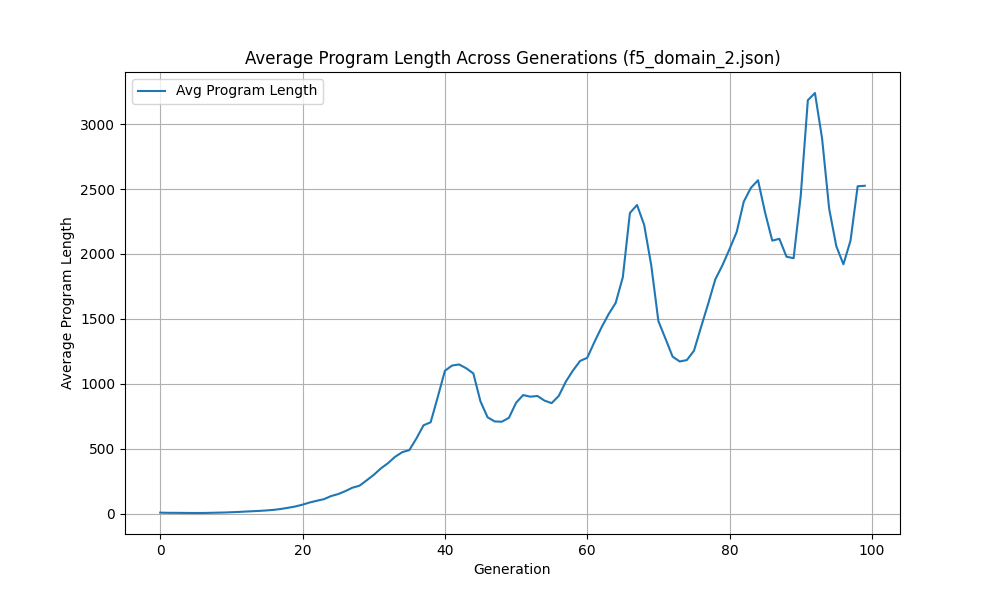 Average Program Length Across Generations (f5_domain_2.json)
Avg Program Length
3000
2500
2000
1500
1000
500
0
Average Program Length
0 20 40 60 80 100
Generation